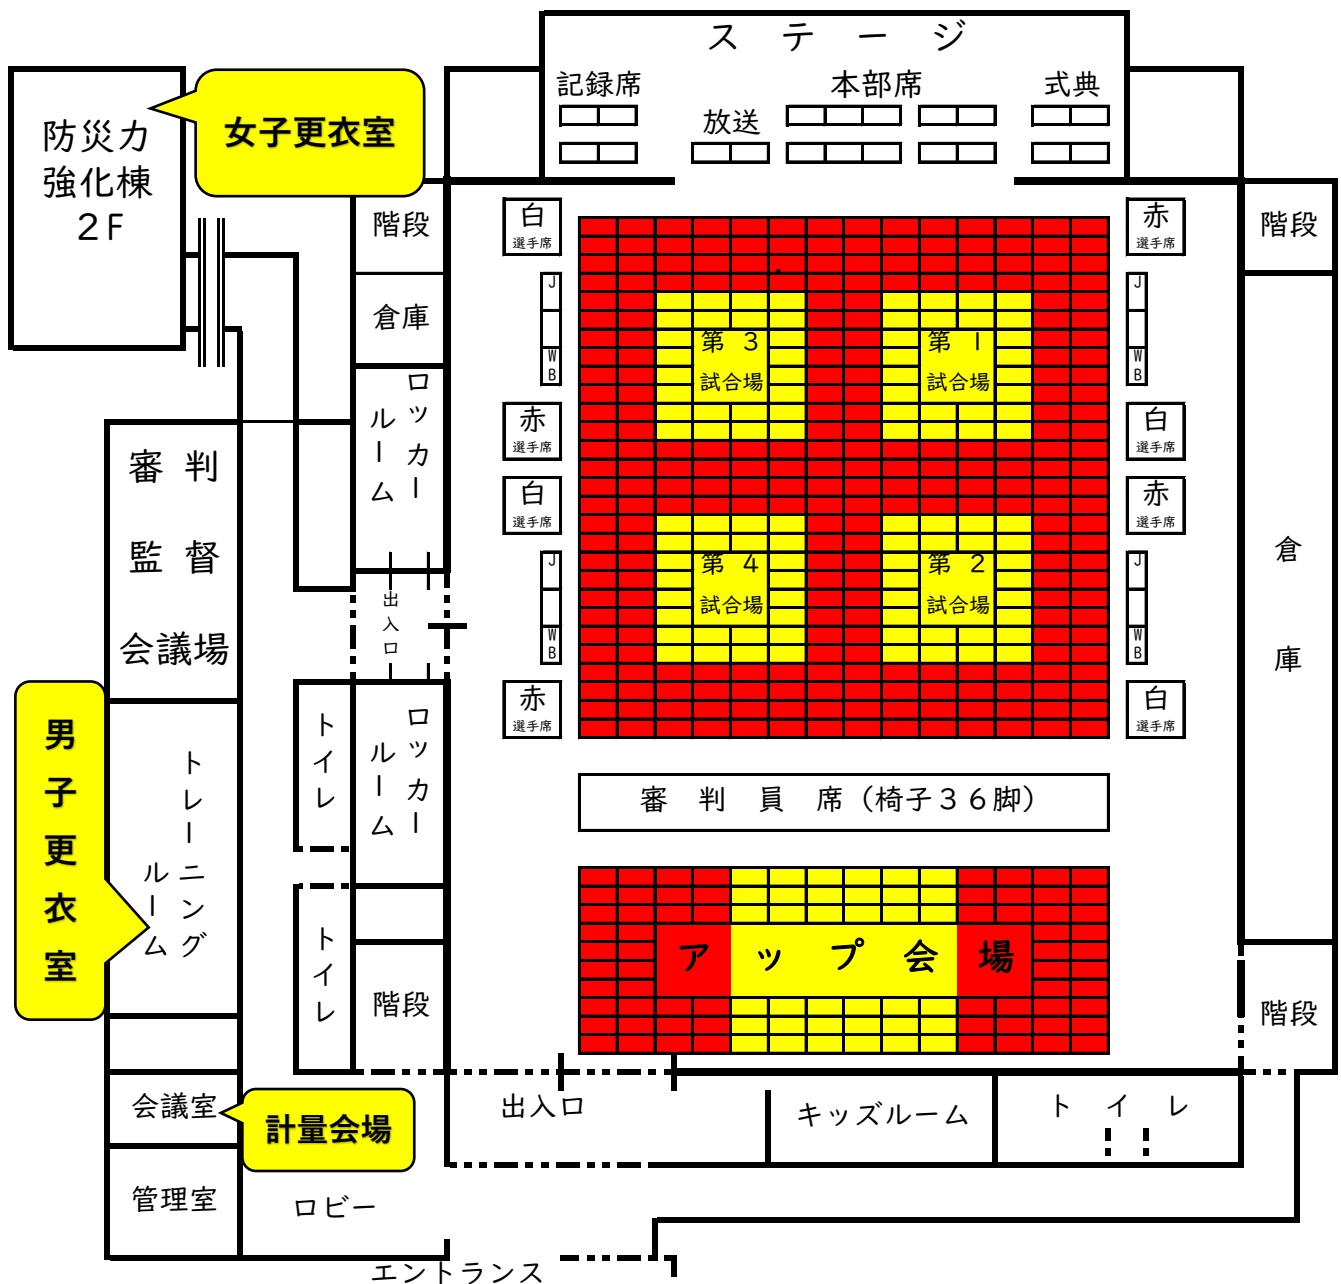 ステージ
記録席
本部席
式典
放送
防災力
強化棟
2F
女子更衣室
階段
白
選手席
赤
選手席
階段
倉庫
J
W
B
J
W
B
第3
試合場
第1
試合場
ロッカー
ルーム
赤
選手席
白
選手席
審判
監督
会議場
白
選手席
赤
選手席
倉庫
J
W
B
J
W
B
第4
試合場
第2
試合場
出入口
赤
選手席
白
選手席
男子更衣室
トレーニング
ルーム
トイレ
ロッカー
ルーム
審判員席（椅子36脚）
アップ会場
トイレ
階段
階段
会議室
計量会場
出入口
キッズルーム
トイレ
管理室
ロビー
エントランス